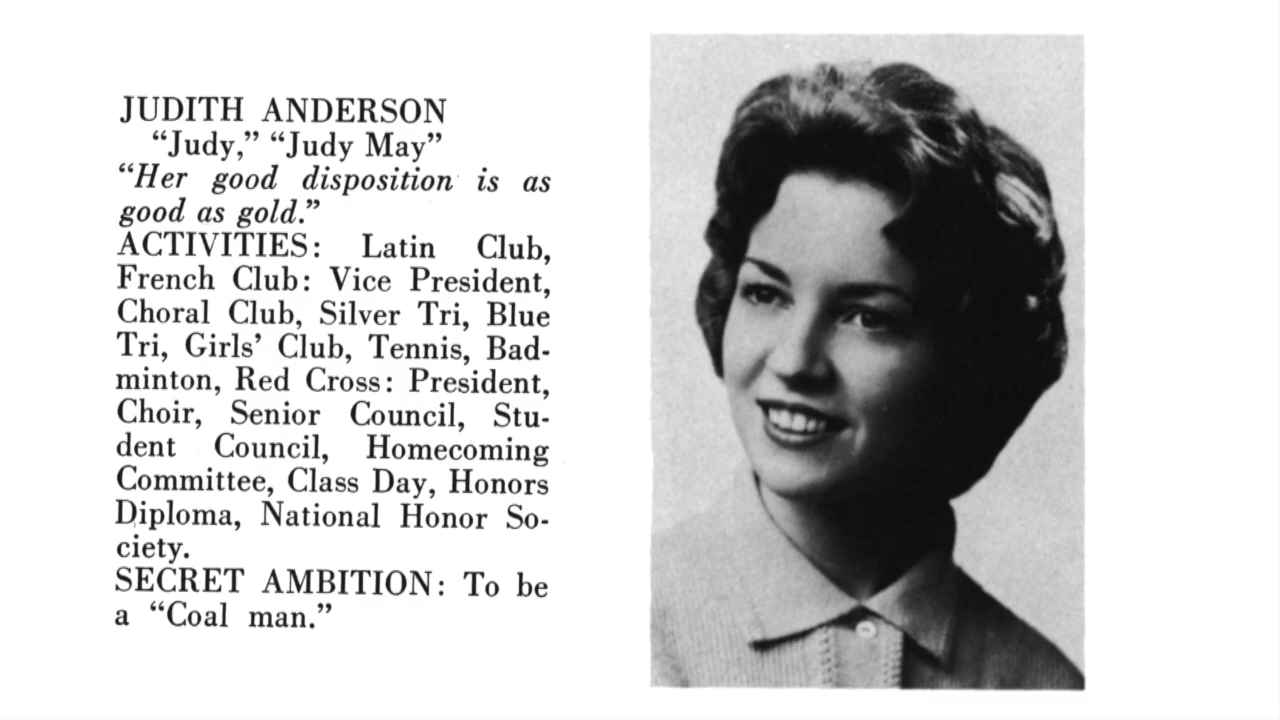 JUDITH ANDERSON
“Judy,” “Judy May”
“Her good disposition is as
good as gold.”
ACTIVITIES: Latin Club,
French Club: Vice President,
Choral Club, Silver Tri, Blue
Tri, Girls’ Club, Tennis, Bad-
minton, Red Cross: President,
Choir, Senior Council, Stu-
dent Council, Homecoming
Committee, Class Day, Honors
Diploma, National Honor So-
ciety.
SECRET AMBITION: To be
a “Coal man.”